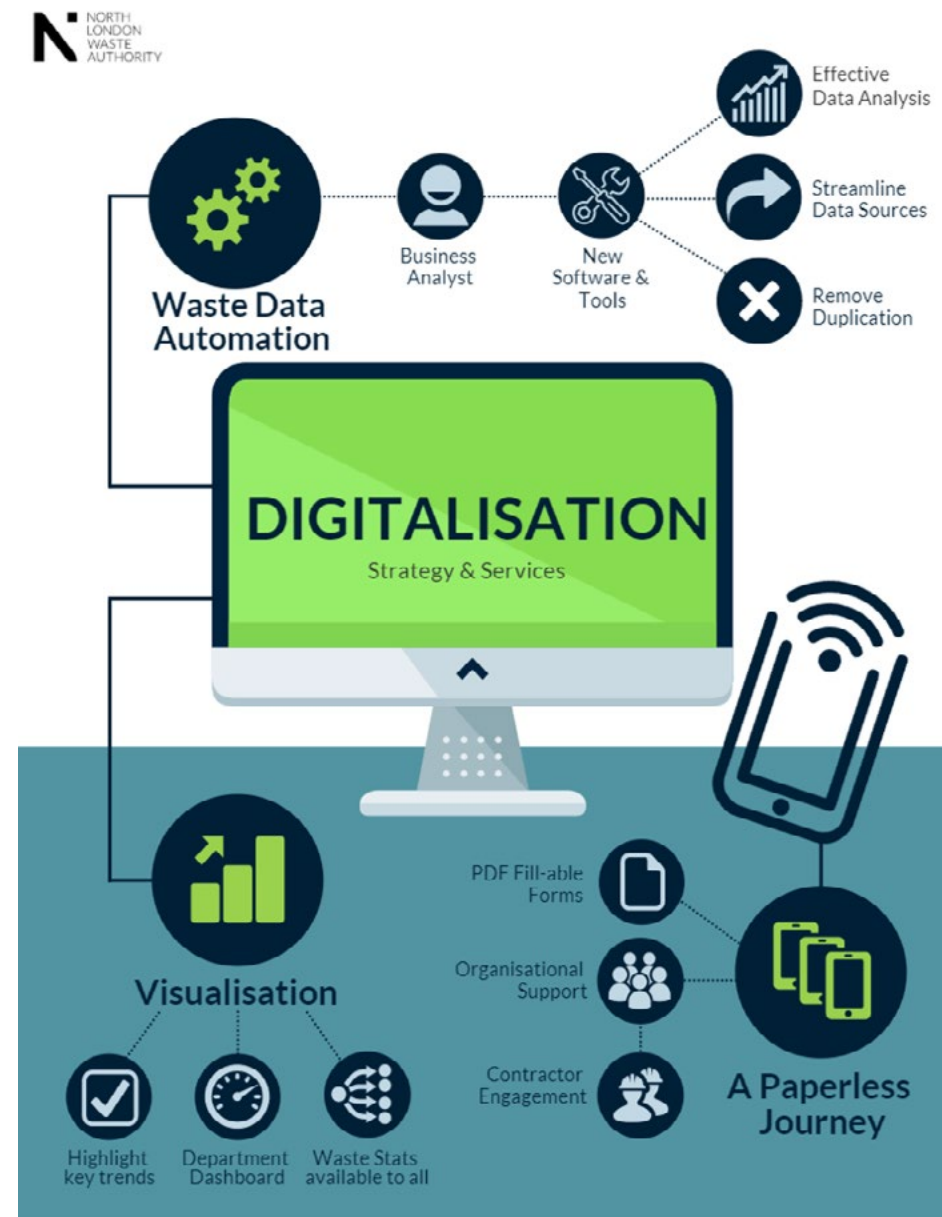 NORTH
LONDON
WASTE
AUTHORITY
Effective
Data Analysis
Streamline
Data Sources
Remove
Duplication
Business
Analyst
New
Software &
Tools
Waste Data
Automation
DIGITALISATION
Strategy & Services
Visualisation
Highlight
key trends
Department
Dashboard
Waste Stats
available to all
PDF Fill-able
Forms
Organisational
Support
Contractor
Engagement
A Paperless
Journey